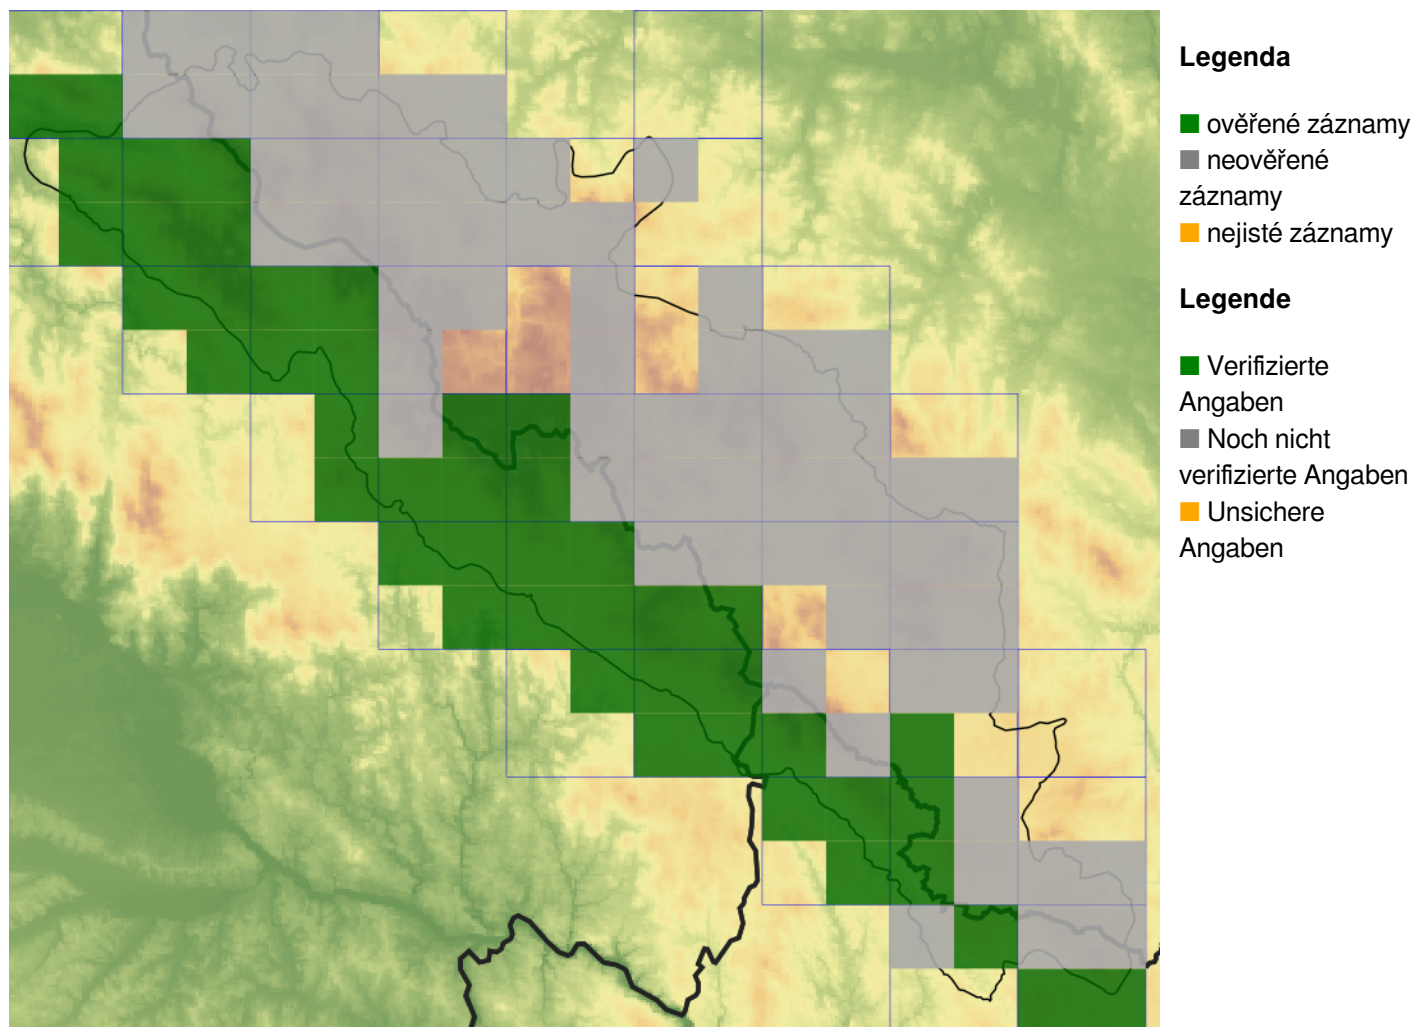 Legenda
ověřené záznamy
neověřené
záznamy
nejisté záznamy
Legende
Verifizierte
Angaben
Noch nicht
verifizierte Angaben
Unsichere
Angaben